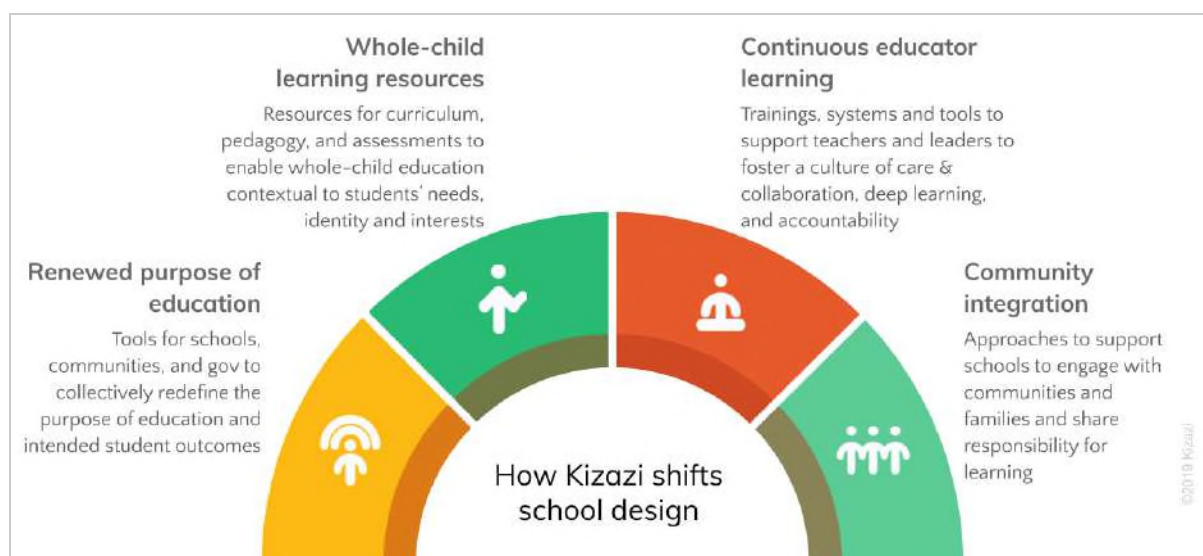 Whole-child
learning resources
Resources for curriculum,
pedagogy, and assessments to
enable whole-child education
contextual to students' needs,
identity and interests
Continuous educator
learning
Trainings, systems and tools to
support teachers and leaders to
foster a culture of care &
collaboration, deep learning,
and accountability
Renewed purpose of
education
Tools for schools,
communities, and gov to
collectively redefine the
purpose of education and
intended student outcomes
Community
integration
Approaches to support
schools to engage with
communities and
families and share
responsibility for
learning
How Kizazi shifts
school design
©2019 Kizazi